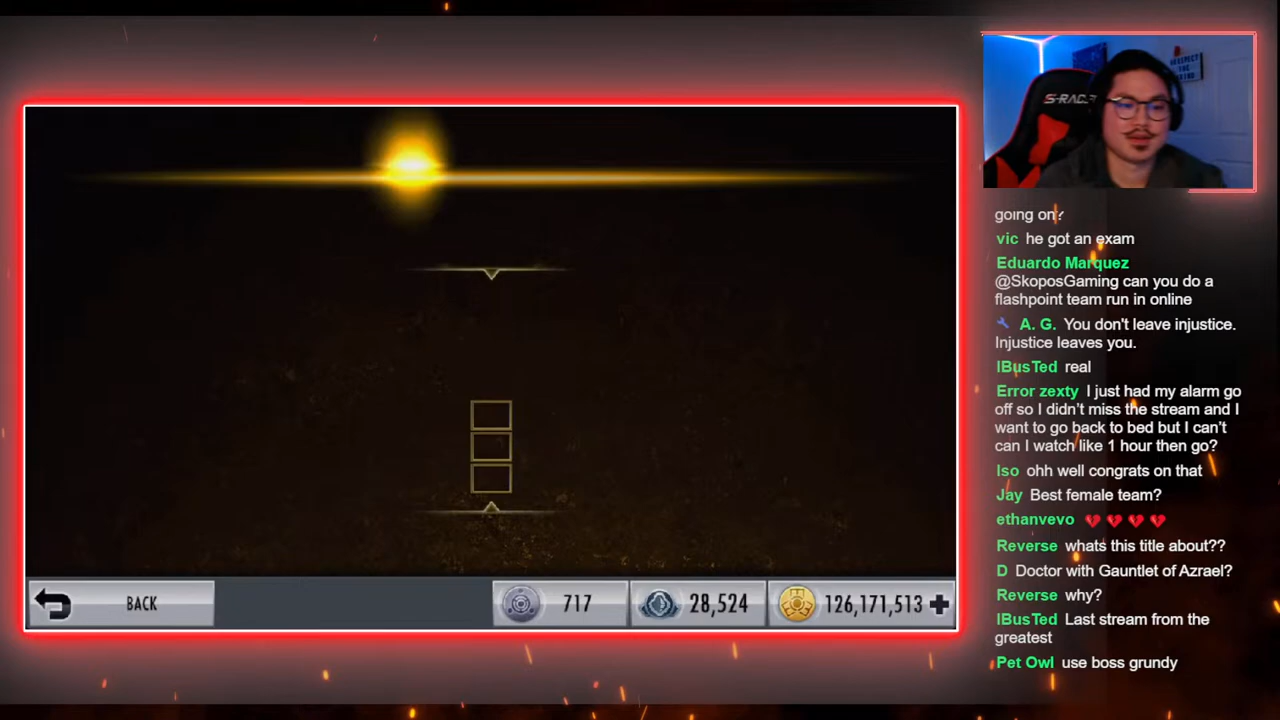 S-RACER
RESPECT
THE
GRIND
going on?
vic he got an exam
Eduardo Marquez
@SkoposGaming can you do a
flashpoint team run in online
A. G. You don't leave injustice.
Injustice leaves you.
IBusTed real
Error zexty I just had my alarm go
off so I didn't miss the stream and I
want to go back to bed but I can't
can I watch like 1 hour then go?
Iso ohh well congrats on that
Jay Best female team?
ethanvevo
Reverse whats this title about??
D Doctor with Gauntlet of Azrael?
Reverse why?
IBusTed Last stream from the
greatest
Pet Owl use boss grundy
BACK
717
28,524
126,171,513